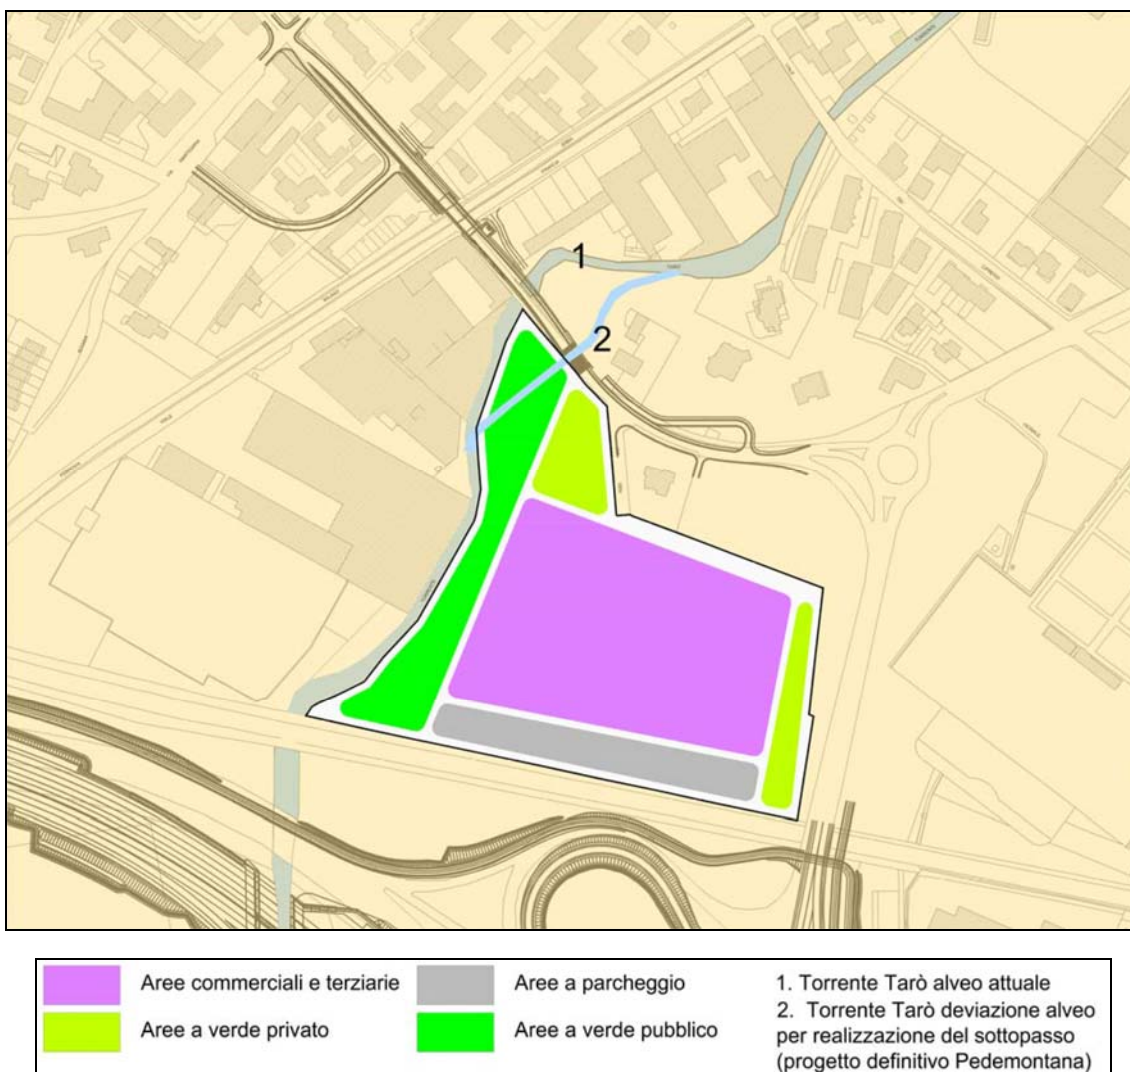 1
2
Aree commerciali e terziarie
Aree a parcheggio
1. Torrente Tarò alveo attuale
Aree a verde privato
Aree a verde pubblico
2. Torrente Tarò deviazione alveo
per realizzazione del sottopasso
(progetto definitivo Pedemontana)